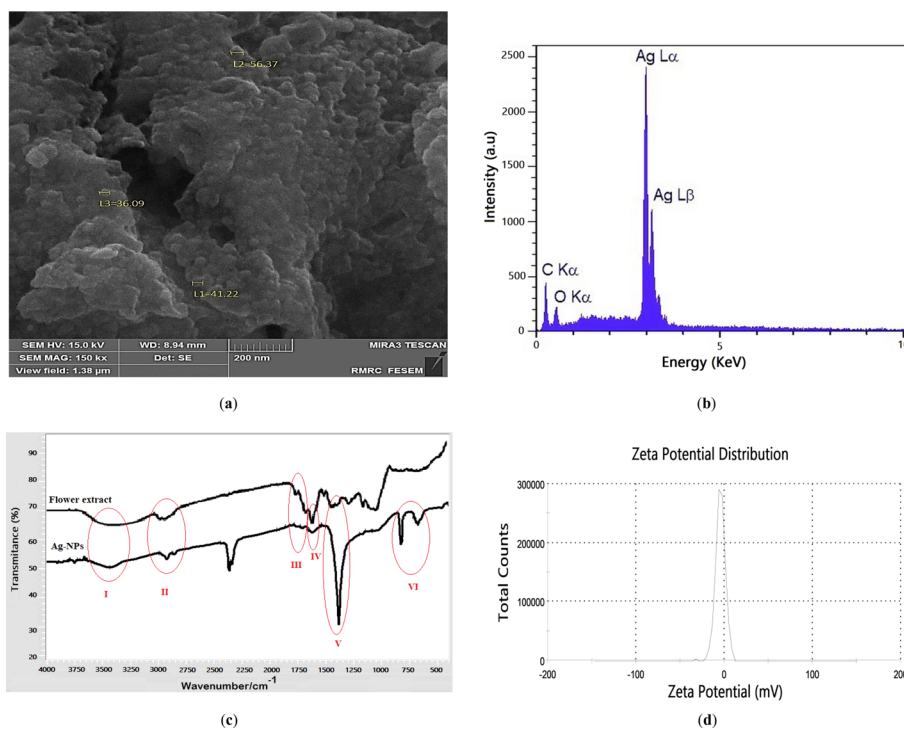 L2=56.37
L3=36.09
L1=41.22
SEM HV: 15.0 kV WD: 8.94 mm MIRA3 TESCAN
SEM MAG: 150 kx Det: SE 200 nm
View field: 1.38 µm RMRC FESEM
(a)
2500
2000
1500
1000
500
0
Intensity (a.u)
Ag Lα
Ag Lβ
C Kα
O Kα
0 5 10
Energy (KeV)
(b)
90
80
70
60
50
40
30
20
Transmitance (%)
Flower extract
Ag-NPs
I
II
III
IV
V
VI
4000 3750 3250 2750 2250 1750 1500 1250 1000 750 500
Wavenumber/cm-1
(c)
Zeta Potential Distribution
300000
200000
100000
0
Total Counts
-200 -100 0 100 200
Zeta Potential (mV)
(d)